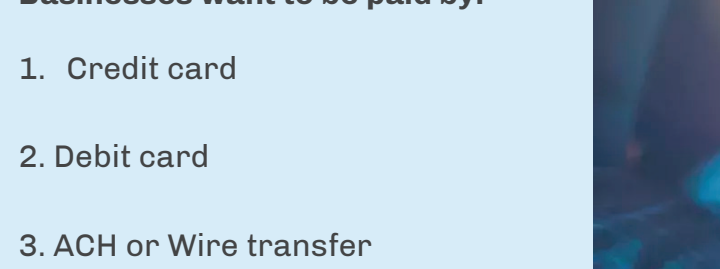 Businesses want to be paid by:
1. Credit card
2. Debit card
3. ACH or Wire transfer